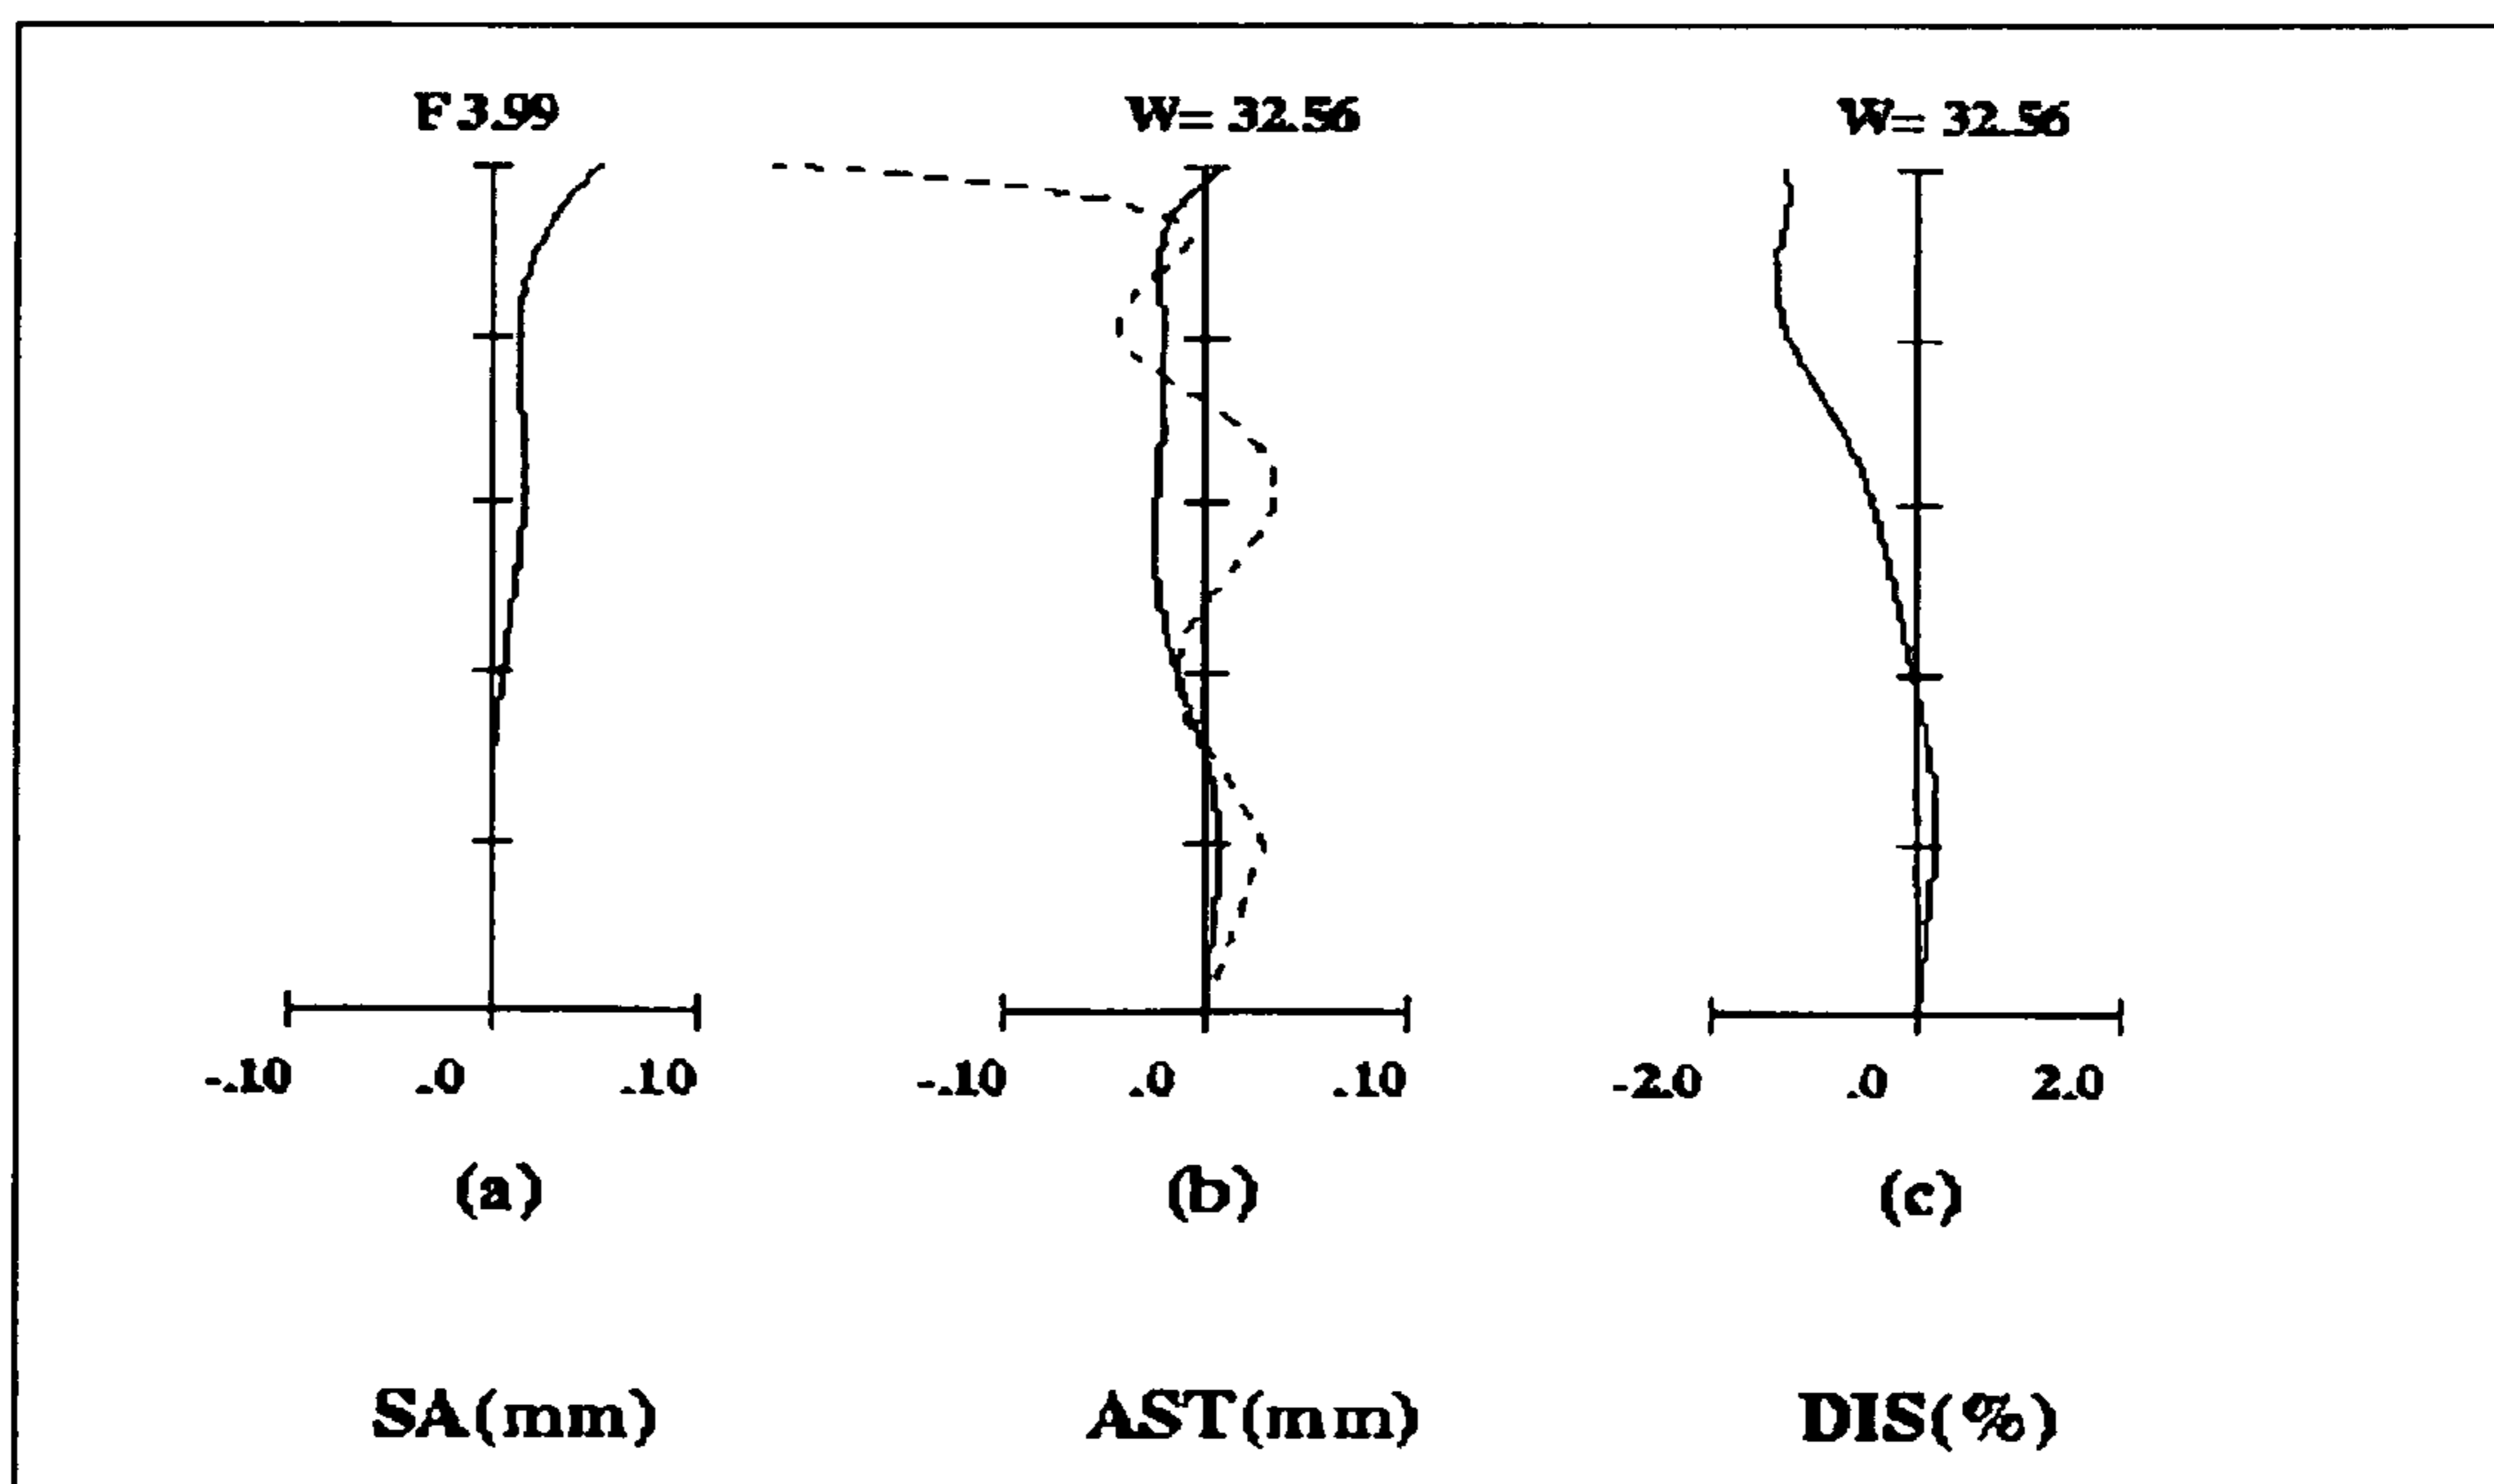 F 3.99 W= 32.56 W= 32.56
-.10 .0 .10 -.10 .0 .10 -2.0 .0 2.0
(a) (b) (c)
SA(mm) AST(mm) DIS(%)